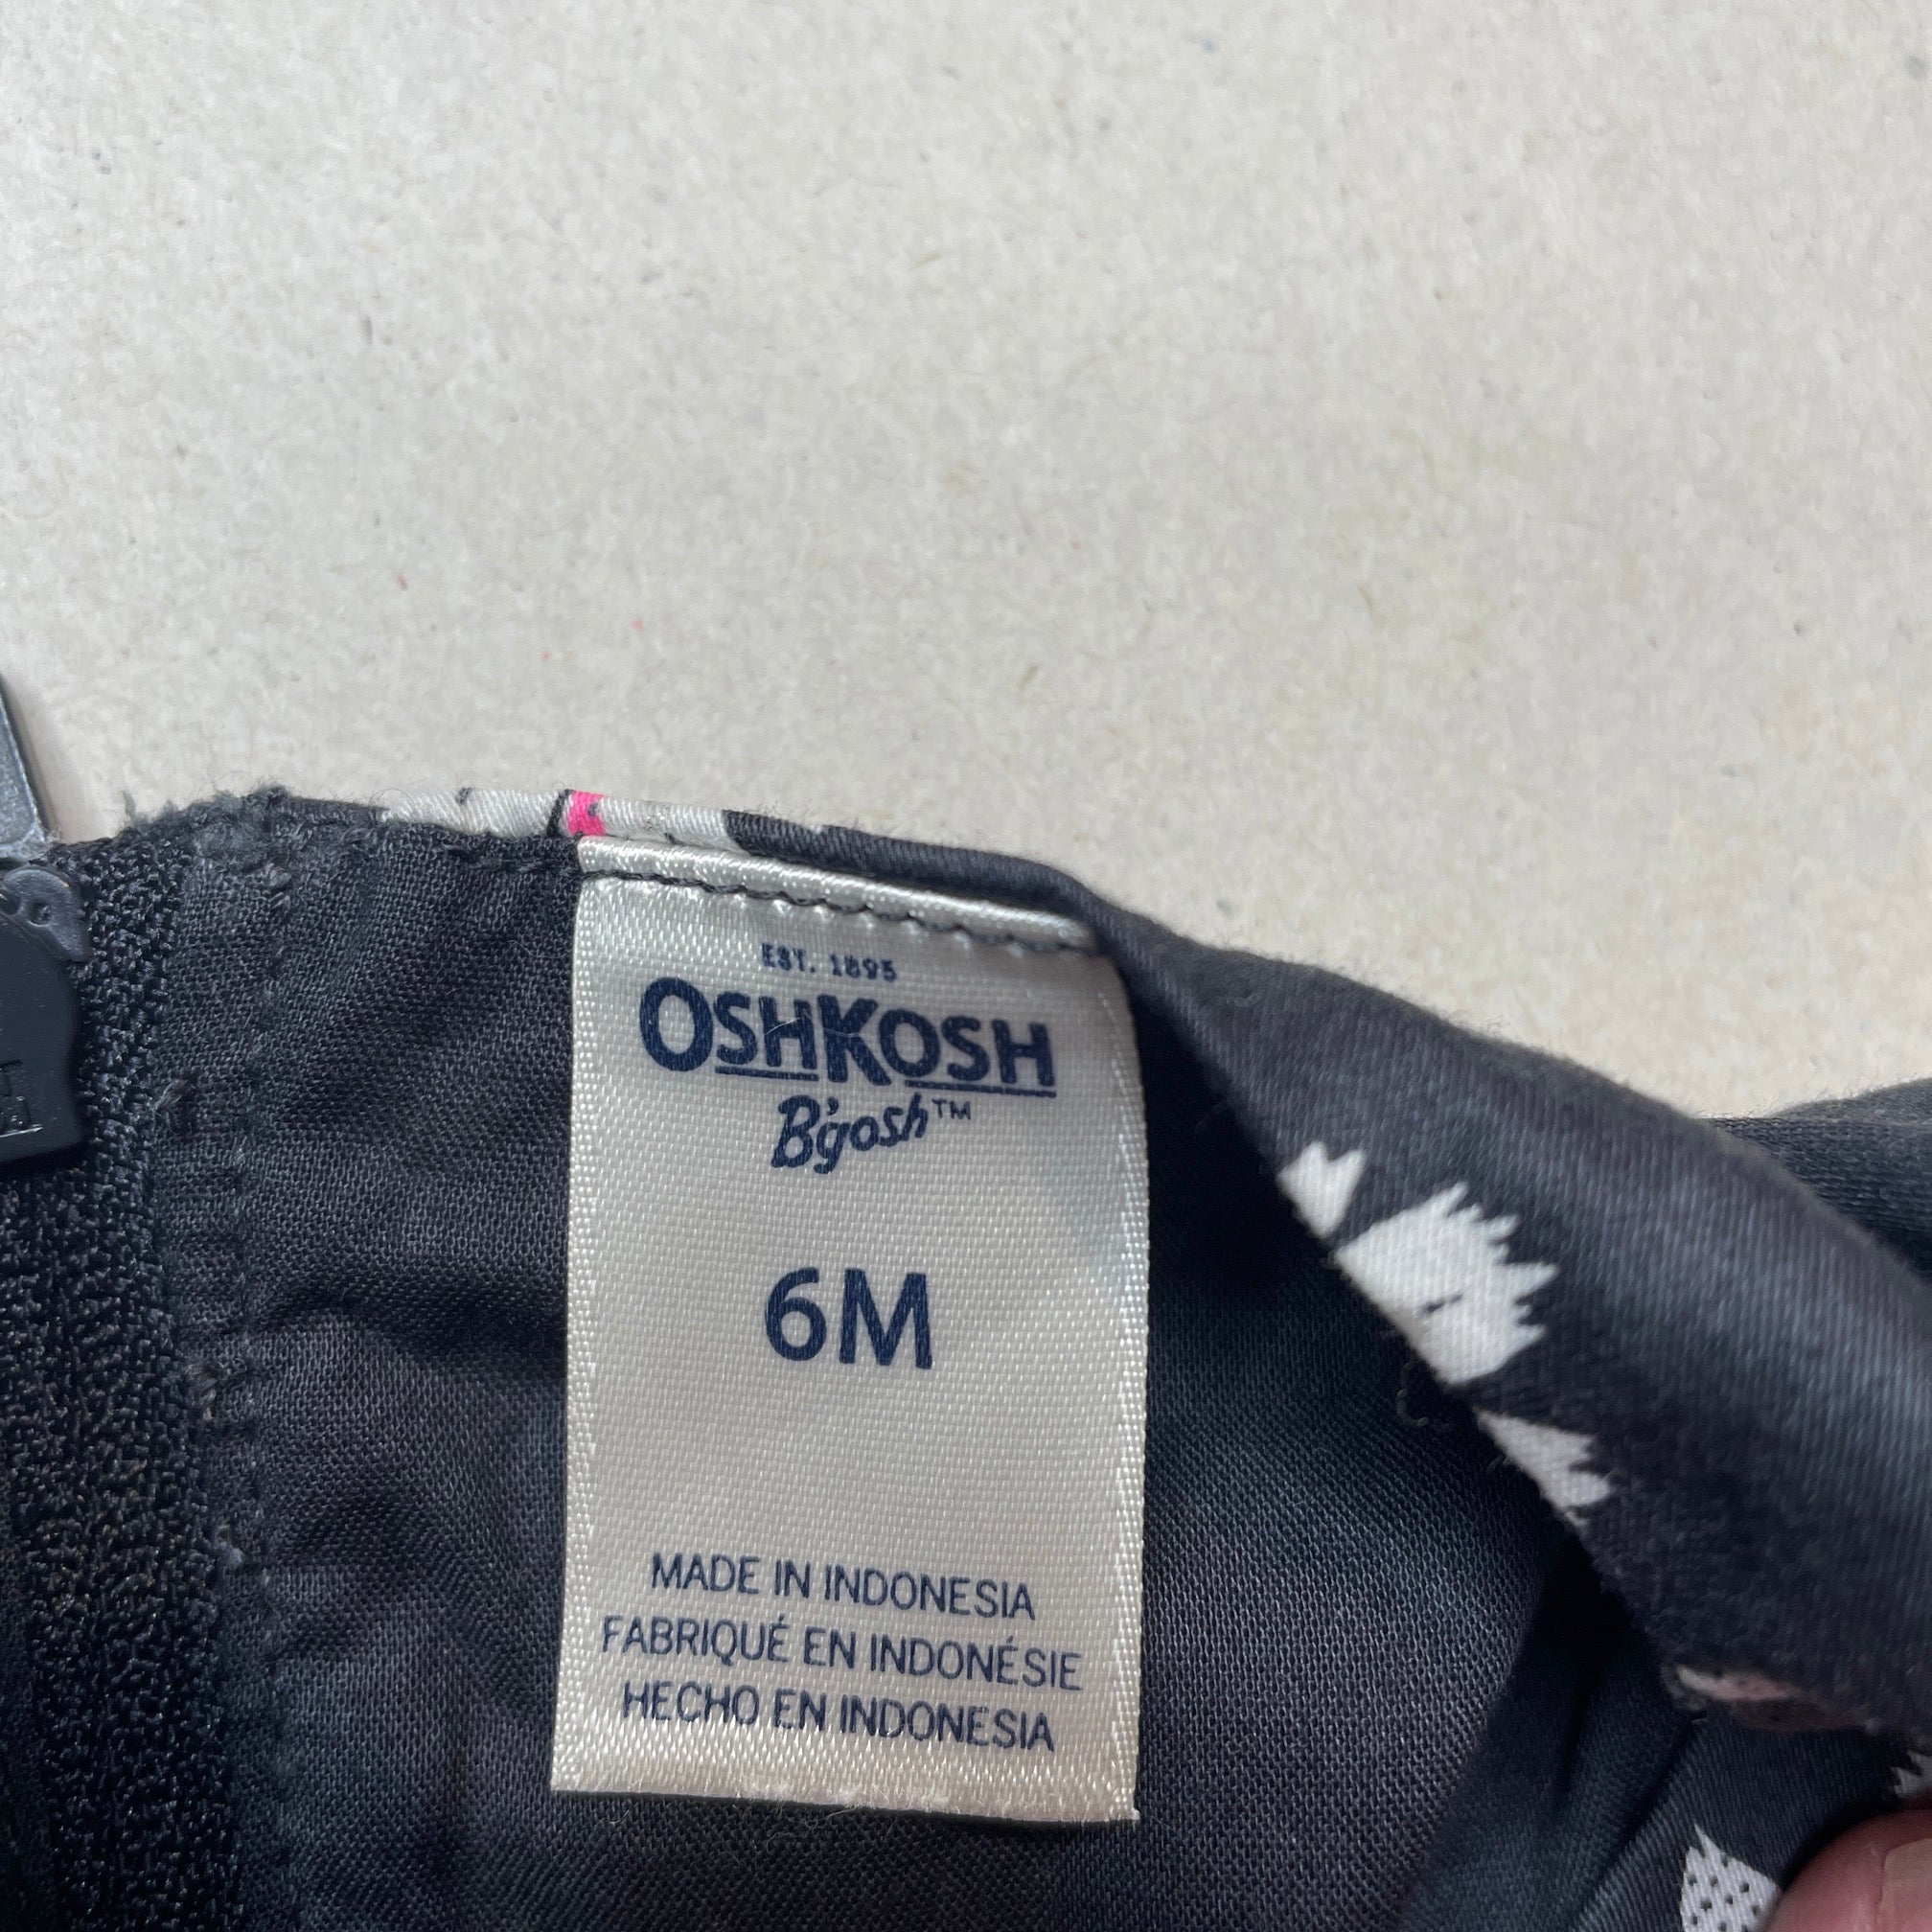 EST. 1895
OSHKOSH
B'gosh™
6M
MADE IN INDONESIA
FABRIQUÉ EN INDONÉSIE
HECHO EN INDONESIA